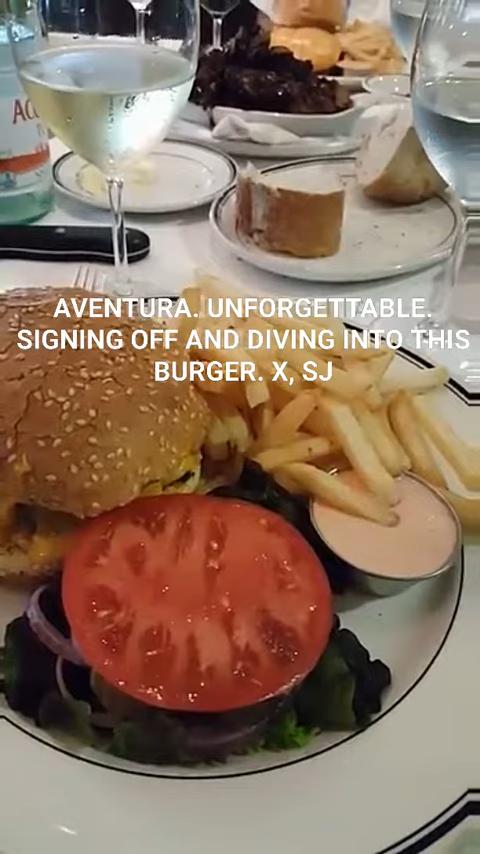 AVENTURA. UNFORGETTABLE.
SIGNING OFF AND DIVING INTO THIS
BURGER. X, SJ